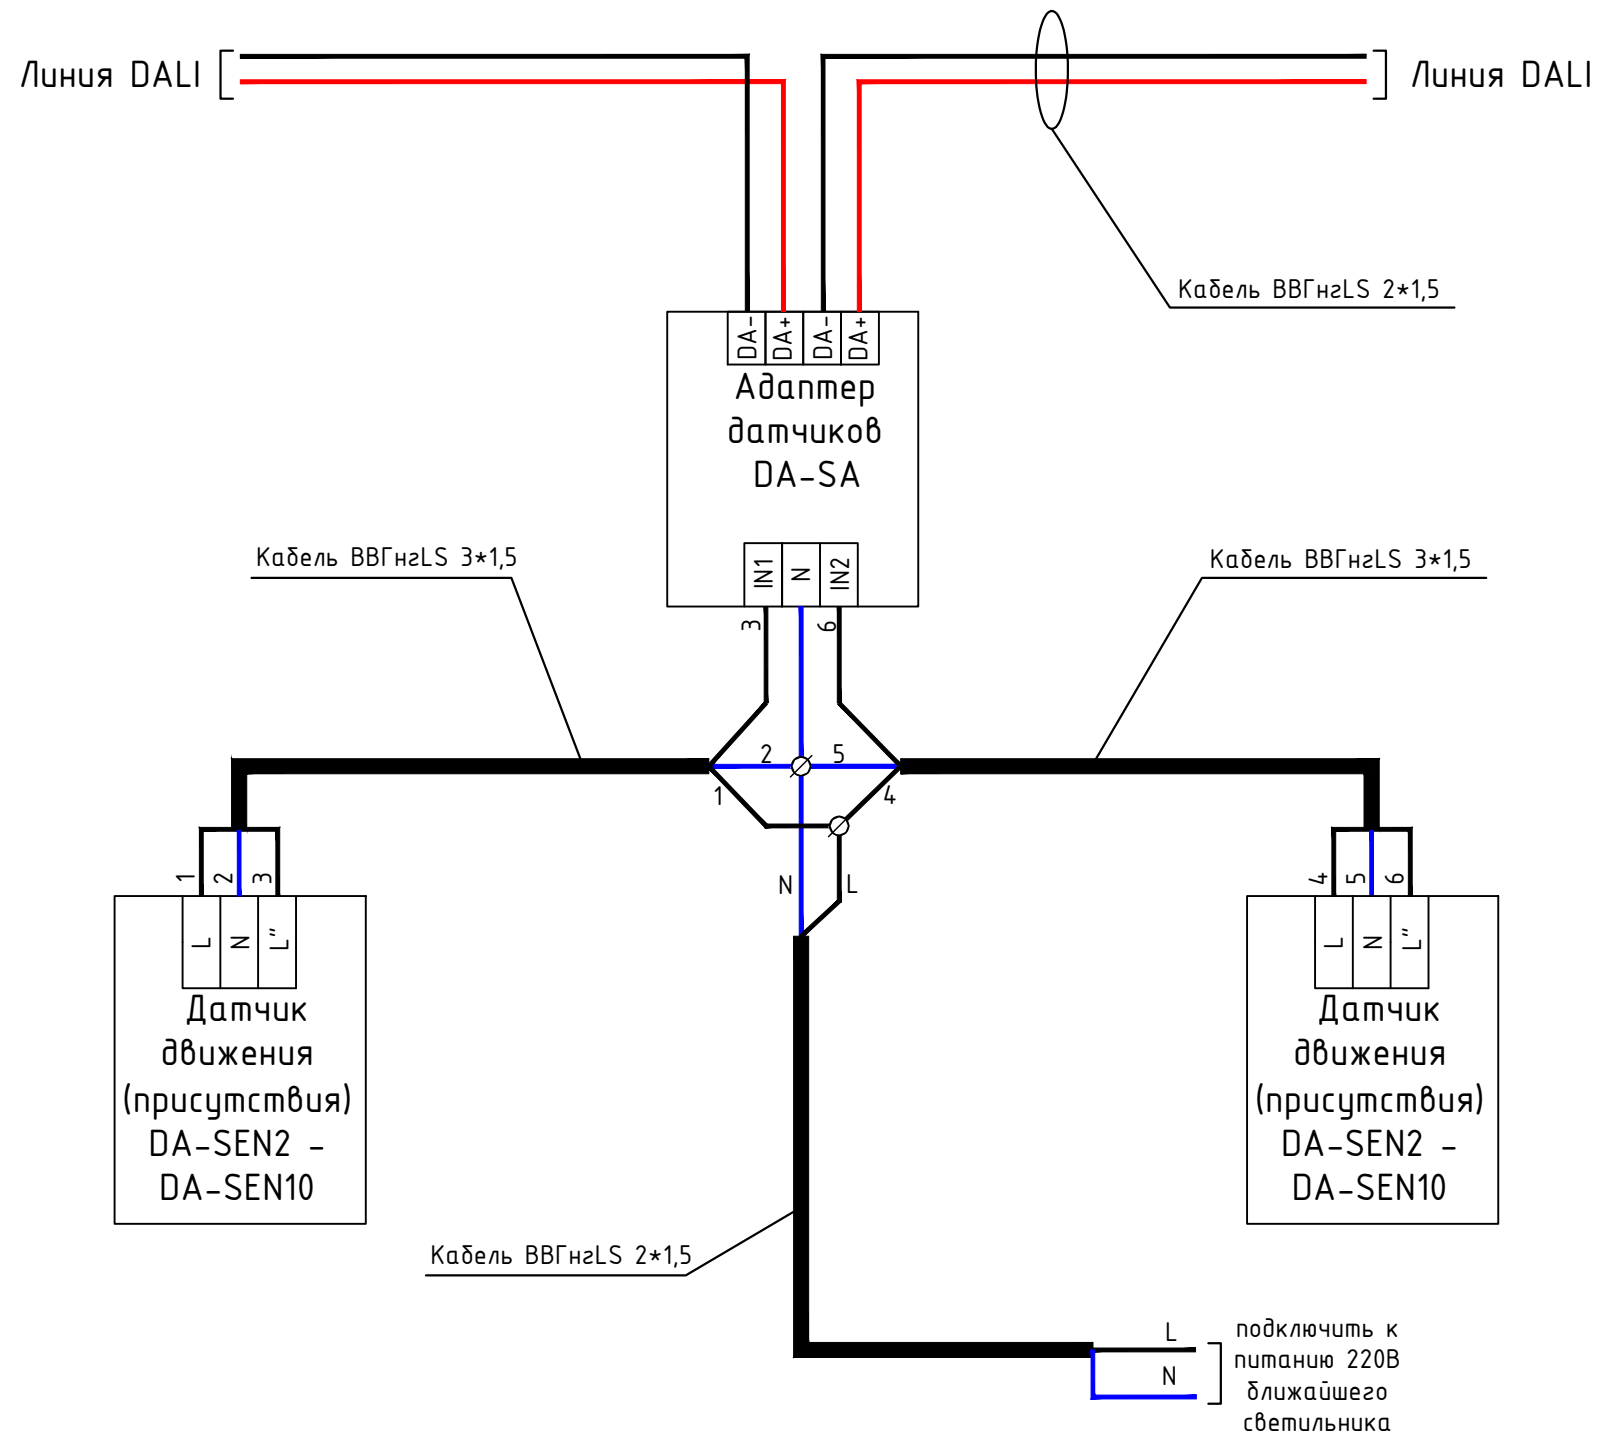 Линия DALI
Линия DALI
Кабель ВВГнгLS 2*1,5
DA-
DA+
DA-
DA+
Адаптер
датчиков
DA-SA
IN1
N
IN2
Кабель ВВГнгLS 3*1,5
Кабель ВВГнгLS 3*1,5
3
6
2
5
1
4
N
L
1
2
3
L
N
L"
Датчик
движения
(присутствия)
DA-SEN2 -
DA-SEN10
4
5
6
L
N
L"
Датчик
движения
(присутствия)
DA-SEN2 -
DA-SEN10
Кабель ВВГнгLS 2*1,5
L
N
подключить к
питанию 220В
ближайшего
светильника